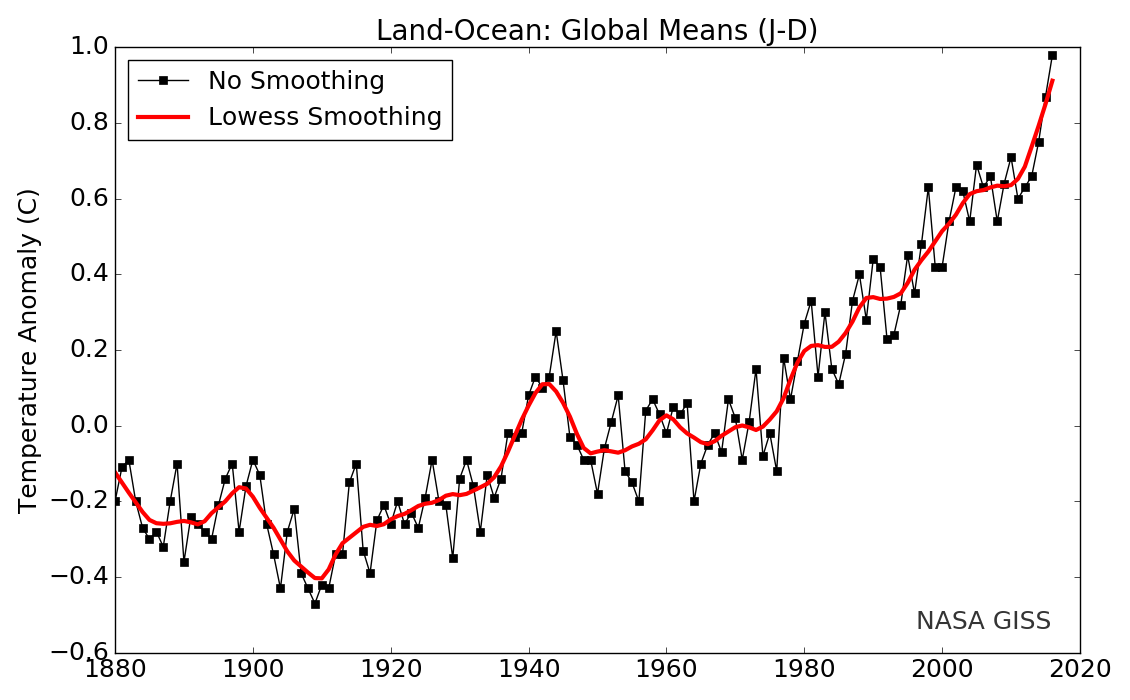 Land-Ocean: Global Means (J-D)
1.0
No Smoothing
Lowess Smoothing
0.8
0.6
0.4
0.2
0.0
−0.2
−0.4
−0.6
Temperature Anomaly (C)
NASA GISS
1880 1900 1920 1940 1960 1980 2000 2020